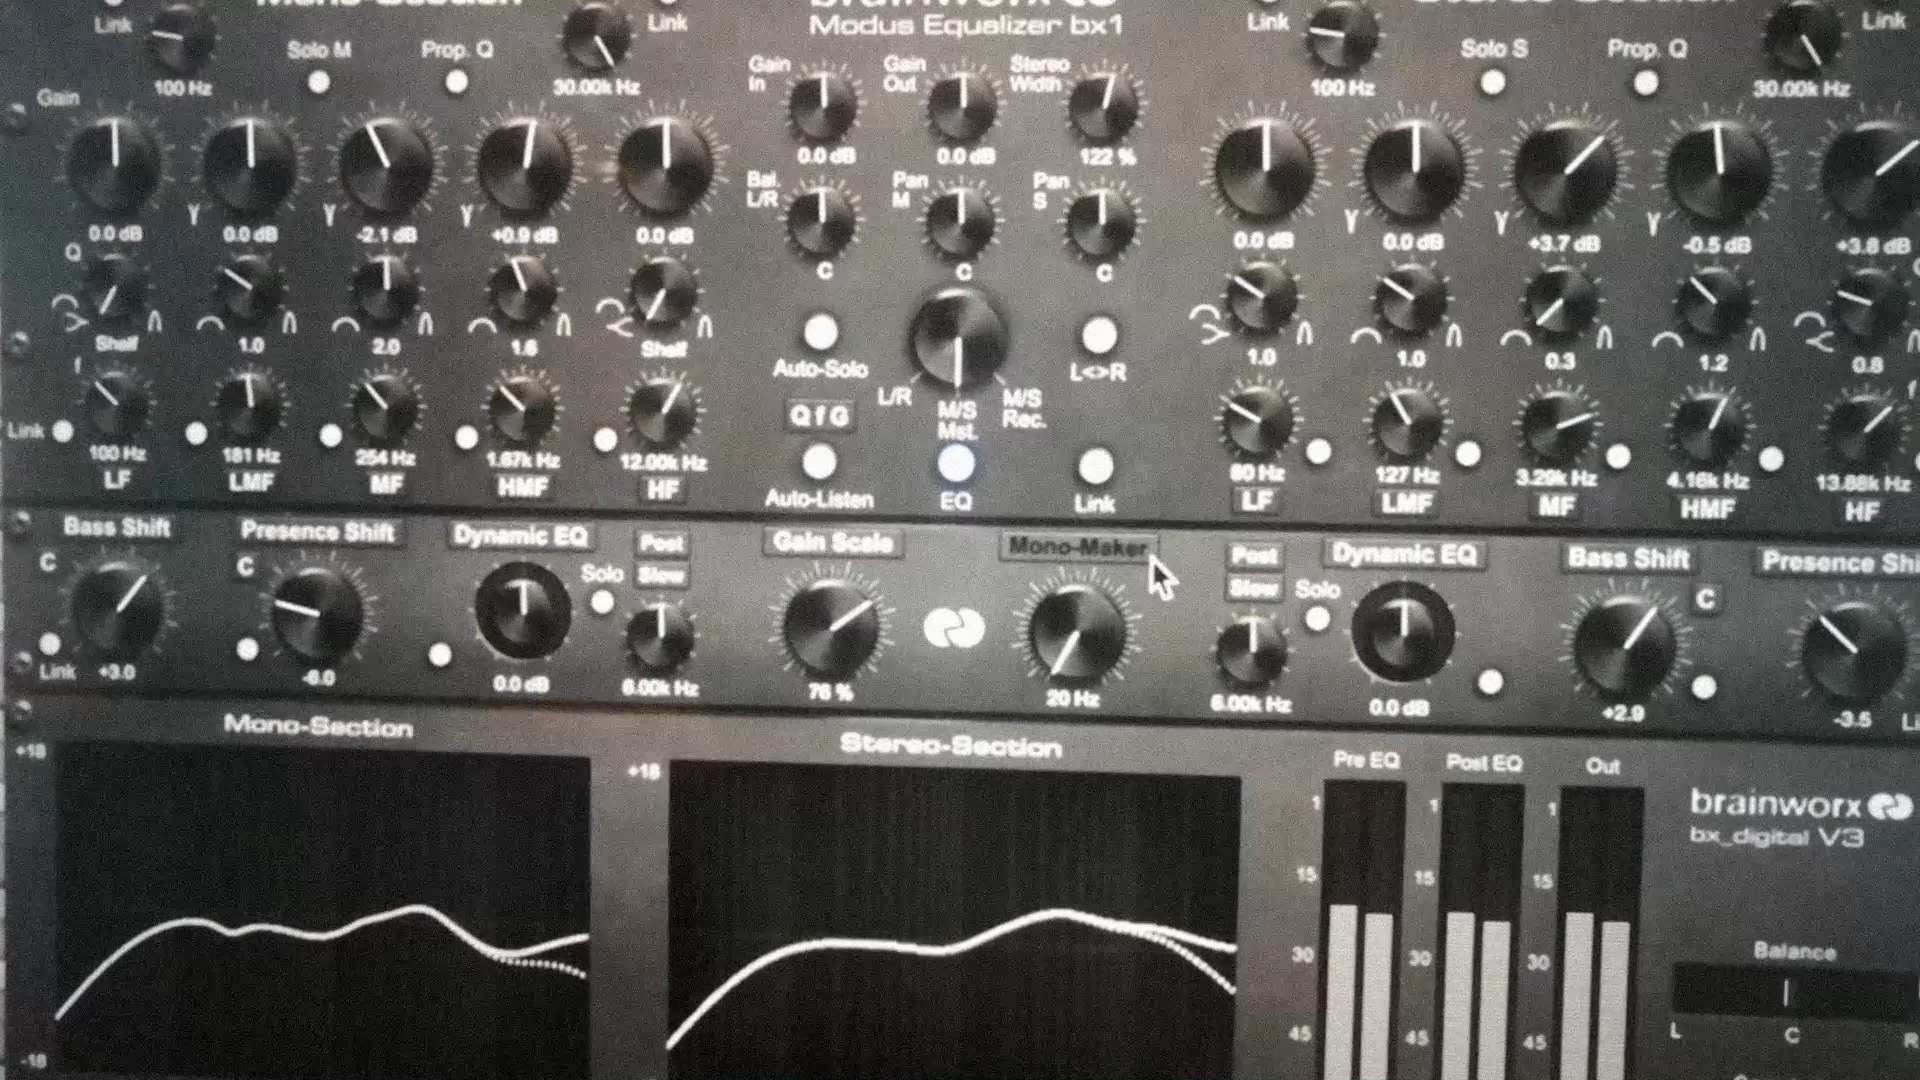 Mono-Section
brainworx
Link
Link
Modus Equalizer bx1
Link
Link
Solo M
Prop. Q
Solo S
Prop. Q
100 Hz
30.00k Hz
Gain In
Gain Out
Stereo Width
100 Hz
30.00k Hz
Gain
0.0 dB
0.0 dB
122 %
0.0 dB
0.0 dB
-2.1 dB
+0.9 dB
0.0 dB
Bal. L/R
Pan M
Pan S
0.0 dB
0.0 dB
+3.7 dB
-0.5 dB
+3.8 dB
Q
C
C
C
Shelf
1.0
2.0
1.6
Shelf
Auto-Solo
L<>R
1.0
1.0
0.3
1.2
0.8
f
L/R
M/S Mst.
M/S Rec.
Q f G
Link
100 Hz
181 Hz
254 Hz
1.67k Hz
12.00k Hz
80 Hz
127 Hz
3.29k Hz
4.16k Hz
13.88k Hz
LF
LMF
MF
HMF
HF
Auto-Listen
EQ
Link
LF
LMF
MF
HMF
HF
Bass Shift
Presence Shift
Dynamic EQ
Post
Gain Scale
Mono-Maker
Post
Dynamic EQ
Bass Shift
Presence Shi
C
C
Solo
Slow
Slow
Solo
C
Link
+3.0
-6.0
0.0 dB
6.00k Hz
76 %
20 Hz
6.00k Hz
0.0 dB
+2.9
-3.5
Li
Mono-Section
Stereo-Section
Pre EQ
Post EQ
Out
+18
+18
1
1
1
brainworx
bx_digital V3
15
15
15
30
30
30
Balance
45
45
45
L
C
R
-18